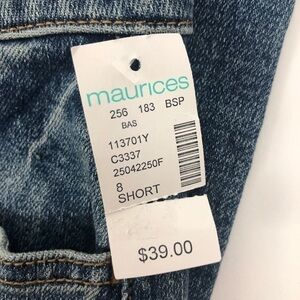 maurices
256 183 BSP
BAS
113701Y
C3337
25042250F
8
SHORT
$39.00